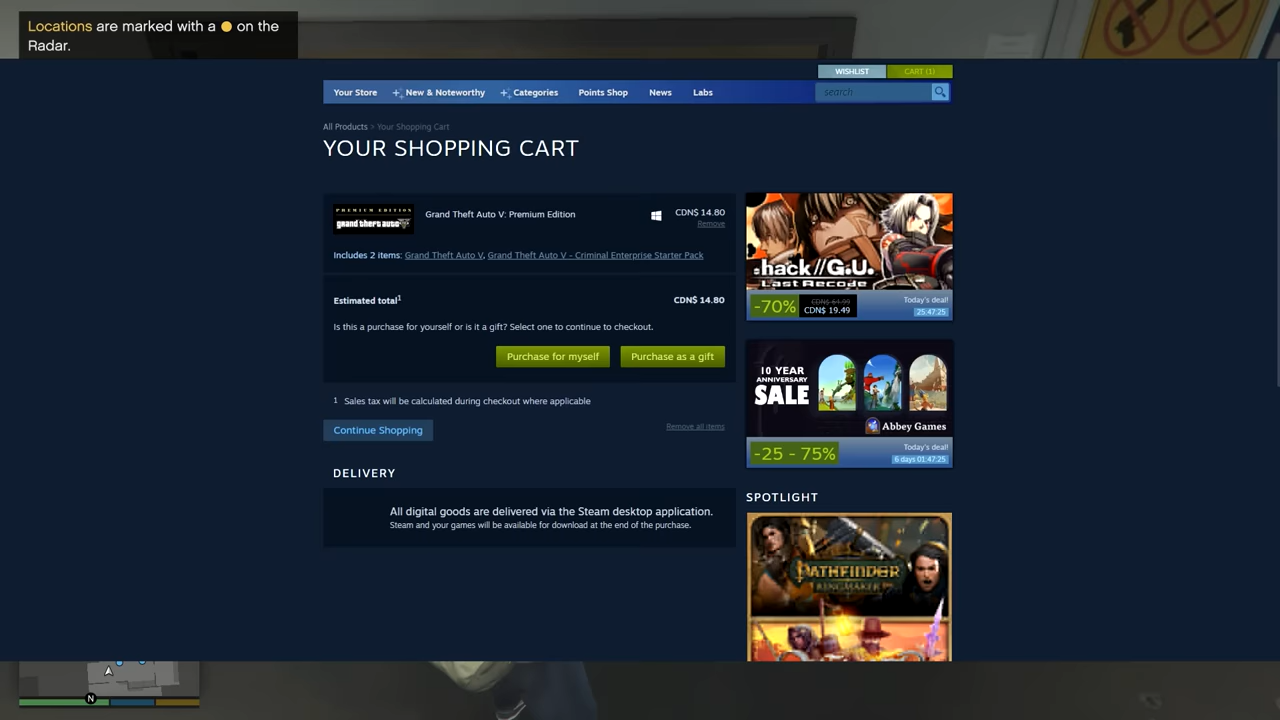 Locations are marked with a on the
Radar.
WISHLIST
CART (1)
Your Store
New & Noteworthy
Categories
Points Shop
News
Labs
search
All Products > Your Shopping Cart
YOUR SHOPPING CART
PREMIUM EDITION
grand theft auto V
Grand Theft Auto V: Premium Edition
CDN$ 14.80
Remove
Includes 2 items: Grand Theft Auto V, Grand Theft Auto V - Criminal Enterprise Starter Pack
Estimated total1
CDN$ 14.80
Is this a purchase for yourself or is it a gift? Select one to continue to checkout.
Purchase for myself
Purchase as a gift
1 Sales tax will be calculated during checkout where applicable
Continue Shopping
Remove all items
DELIVERY
All digital goods are delivered via the Steam desktop application.
Steam and your games will be available for download at the end of the purchase.
.hack//G.U.
Last Recode
-70%
CDN$ 64.99
CDN$ 19.49
Today's deal!
25:47:25
10 YEAR
ANNIVERSARY
SALE
Abbey Games
-25 - 75%
Today's deal!
6 days 01:47:25
SPOTLIGHT
PATHFINDER
KINGMAKER
N